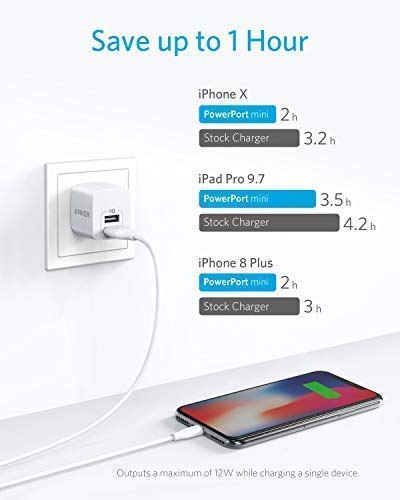 Save up to 1 Hour
iPhone X
PowerPort mini 2 h
Stock Charger 3.2 h
iPad Pro 9.7
PowerPort mini 3.5 h
Stock Charger 4.2 h
iPhone 8 Plus
PowerPort mini 2 h
Stock Charger 3 h
ANKER
Outputs a maximum of 12W while charging a single device.